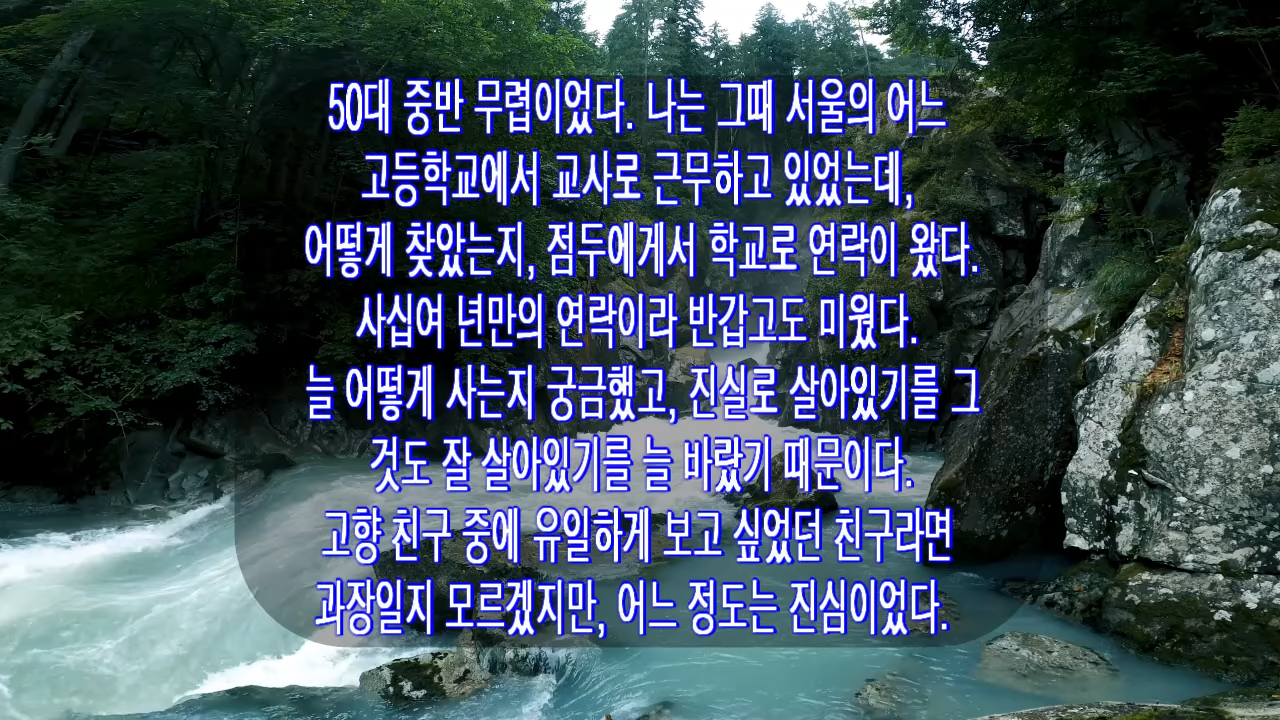 50대 중반 무렵이었다. 나는 그때 서울의 어느
고등학교에서 교사로 근무하고 있었는데,
어떻게 찾았는지, 점두에게서 학교로 연락이 왔다.
사십여 년만의 연락이라 반갑고도 미웠다.
늘 어떻게 사는지 궁금했고, 진실로 살아있기를 그
것도 잘 살아있기를 늘 바랐기 때문이다.
고향 친구 중에 유일하게 보고 싶었던 친구라면
과장일지 모르겠지만, 어느 정도는 진심이었다.